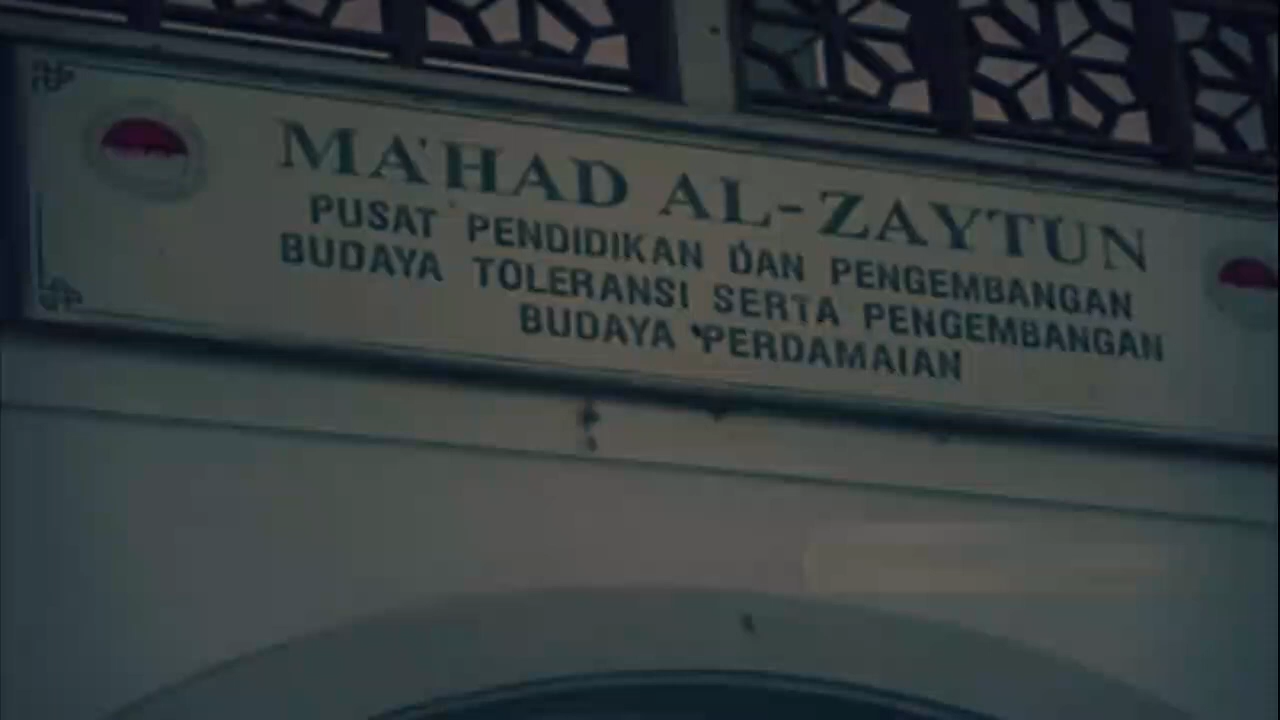 MA'HAD AL-ZAYTUN
PUSAT PENDIDIKAN DAN PENGEMBANGAN
BUDAYA TOLERANSI SERTA PENGEMBANGAN
BUDAYA PERDAMAIAN